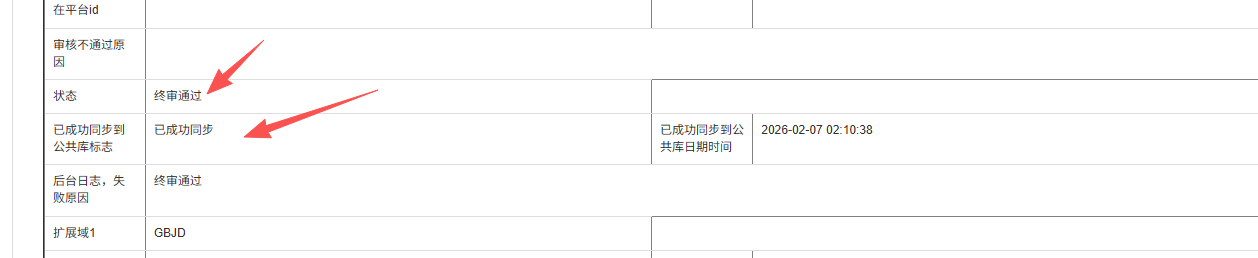 在平台id
审核不通过原
因
状态
终审通过
已成功同步到
公共库标志
已成功同步
已成功同步到公
共库日期时间
2026-02-07 02:10:38
后台日志，失
败原因
终审通过
扩展域1
GBJD